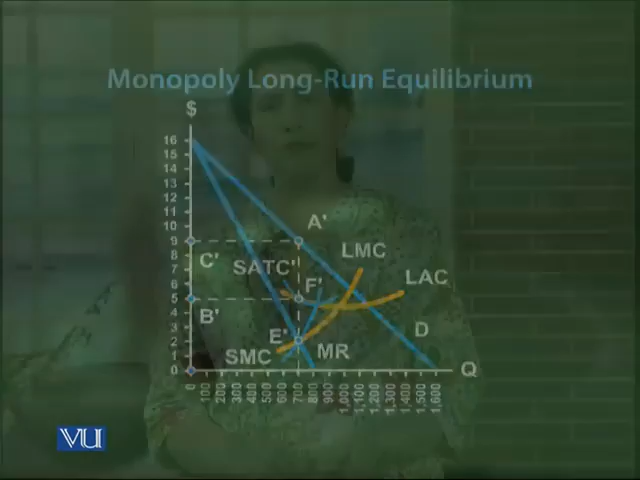 Monopoly Long-Run Equilibrium
$
16
15
14
13
12
11
10
9
8
7
6
5
4
3
2
1
0
A'
C'
LMC
SATC'
F'
LAC
B'
E'
D
SMC
MR
Q
0
100
200
300
400
500
600
700
800
900
1,000
1,100
1,200
1,300
1,400
1,500
1,600
VU